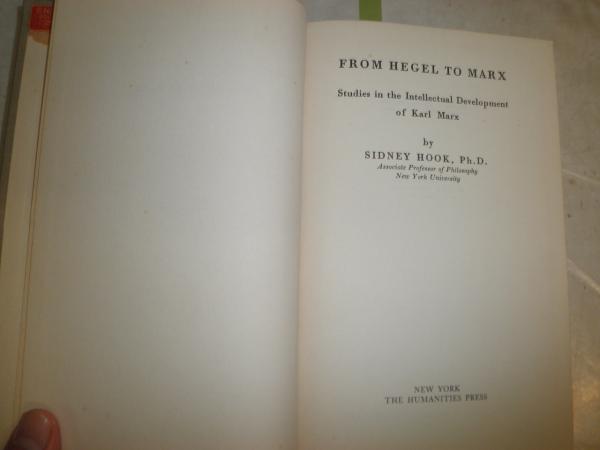 FROM HEGEL TO MARX
Studies in the Intellectual Development
of Karl Marx
by
SIDNEY HOOK, Ph.D.
Associate Professor of Philosophy
New York University
NEW YORK
THE HUMANITIES PRESS